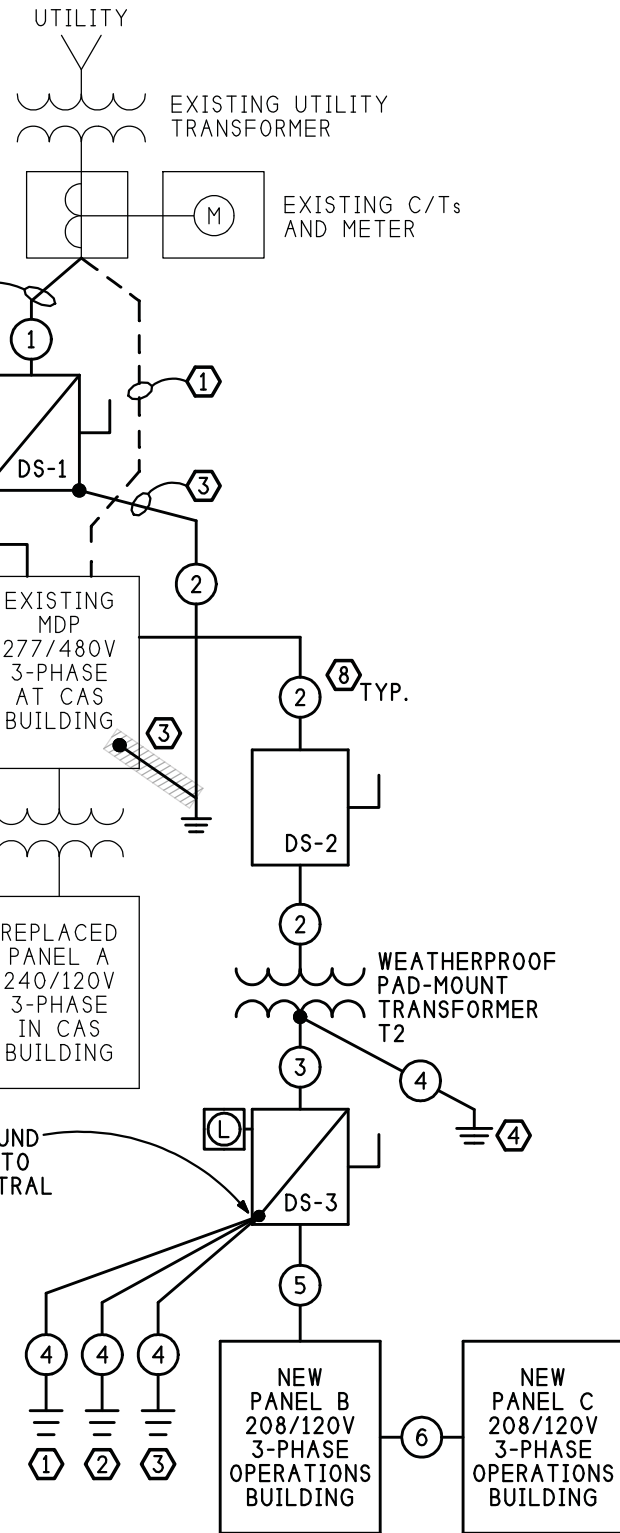 UTILITY
EXISTING UTILITY
TRANSFORMER
M
EXISTING C/Ts
AND METER
1
1
DS-1
3
2
EXISTING
MDP
277/480V
3-PHASE
AT CAS
BUILDING
8
TYP.
2
3
DS-2
2
REPLACED
PANEL A
240/120V
3-PHASE
IN CAS
BUILDING
WEATHERPROOF
PAD-MOUNT
TRANSFORMER
T2
3
4
L
4
UND
TO
TRAL
DS-3
5
4
4
4
1
2
3
NEW
PANEL B
208/120V
3-PHASE
OPERATIONS
BUILDING
6
NEW
PANEL C
208/120V
3-PHASE
OPERATIONS
BUILDING